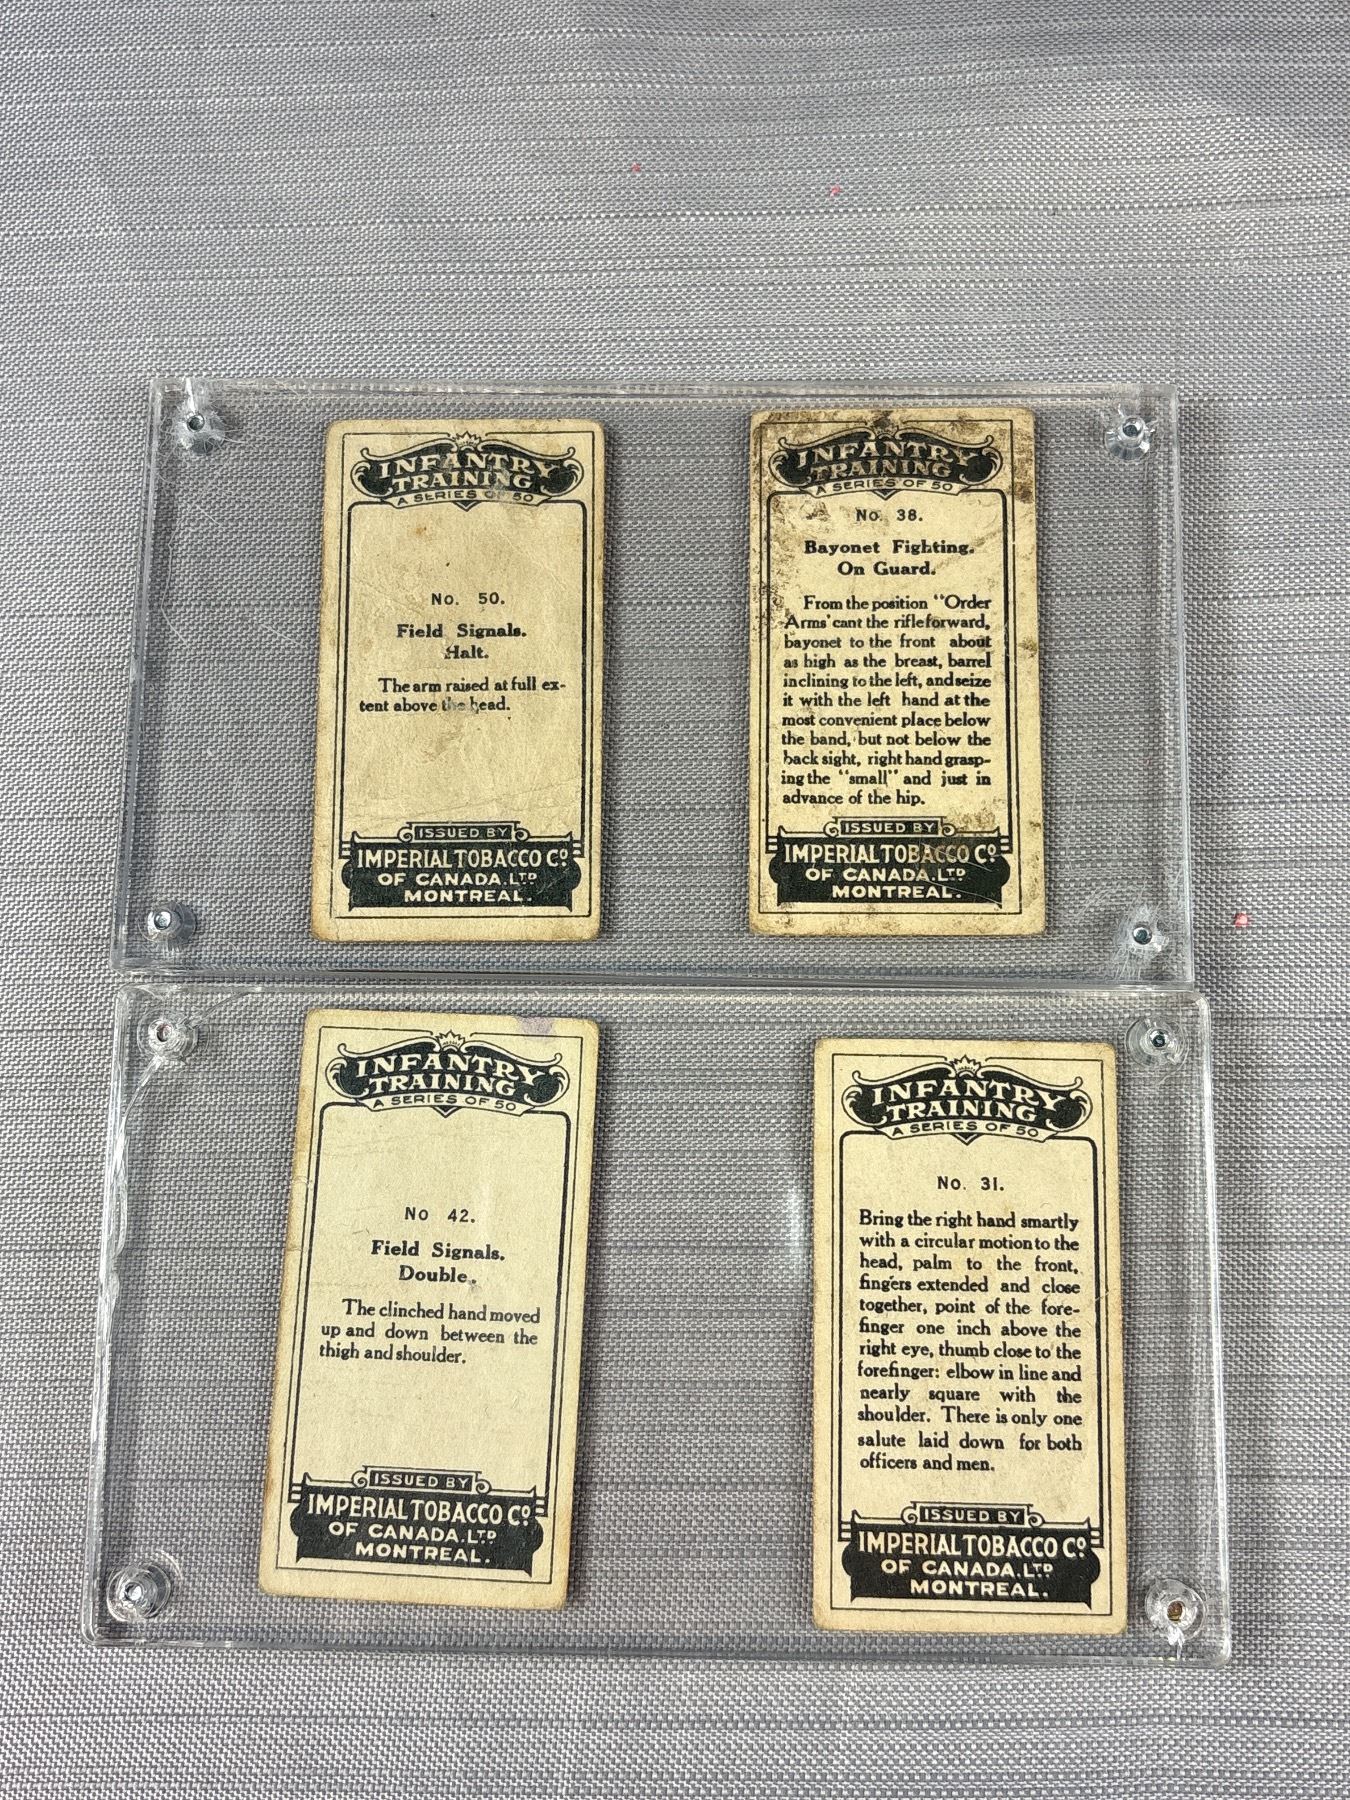 INFANTRY
TRAINING
A SERIES OF 50
No. 50.
Field Signals.
Halt.
The arm raised at full ex-
tent above the head.
ISSUED BY
IMPERIAL TOBACCO Co.
OF CANADA. LTD
MONTREAL.
INFANTRY
TRAINING
A SERIES OF 50
No. 38.
Bayonet Fighting.
On Guard.
From the position "Order
Arms' cant the rifle forward,
bayonet to the front about
as high as the breast, barrel
inclining to the left, and seize
it with the left hand at the
most convenient place below
the band, but not below the
back sight, right hand grasp-
ing the "small" and just in
advance of the hip.
ISSUED BY
IMPERIAL TOBACCO Co.
OF CANADA. LTD
MONTREAL.
INFANTRY
TRAINING
A SERIES OF 50
No 42.
Field Signals.
Double.
The clinched hand moved
up and down between the
thigh and shoulder.
ISSUED BY
IMPERIAL TOBACCO Co.
OF CANADA. LTD
MONTREAL.
INFANTRY
TRAINING
A SERIES OF 50
No. 31.
Bring the right hand smartly
with a circular motion to the
head, palm to the front,
fingers extended and close
together, point of the fore-
finger one inch above the
right eye, thumb close to the
forefinger: elbow in line and
nearly square with the
shoulder. There is only one
salute laid down for both
officers and men.
ISSUED BY
IMPERIAL TOBACCO Co.
OF CANADA. LTD
MONTREAL.